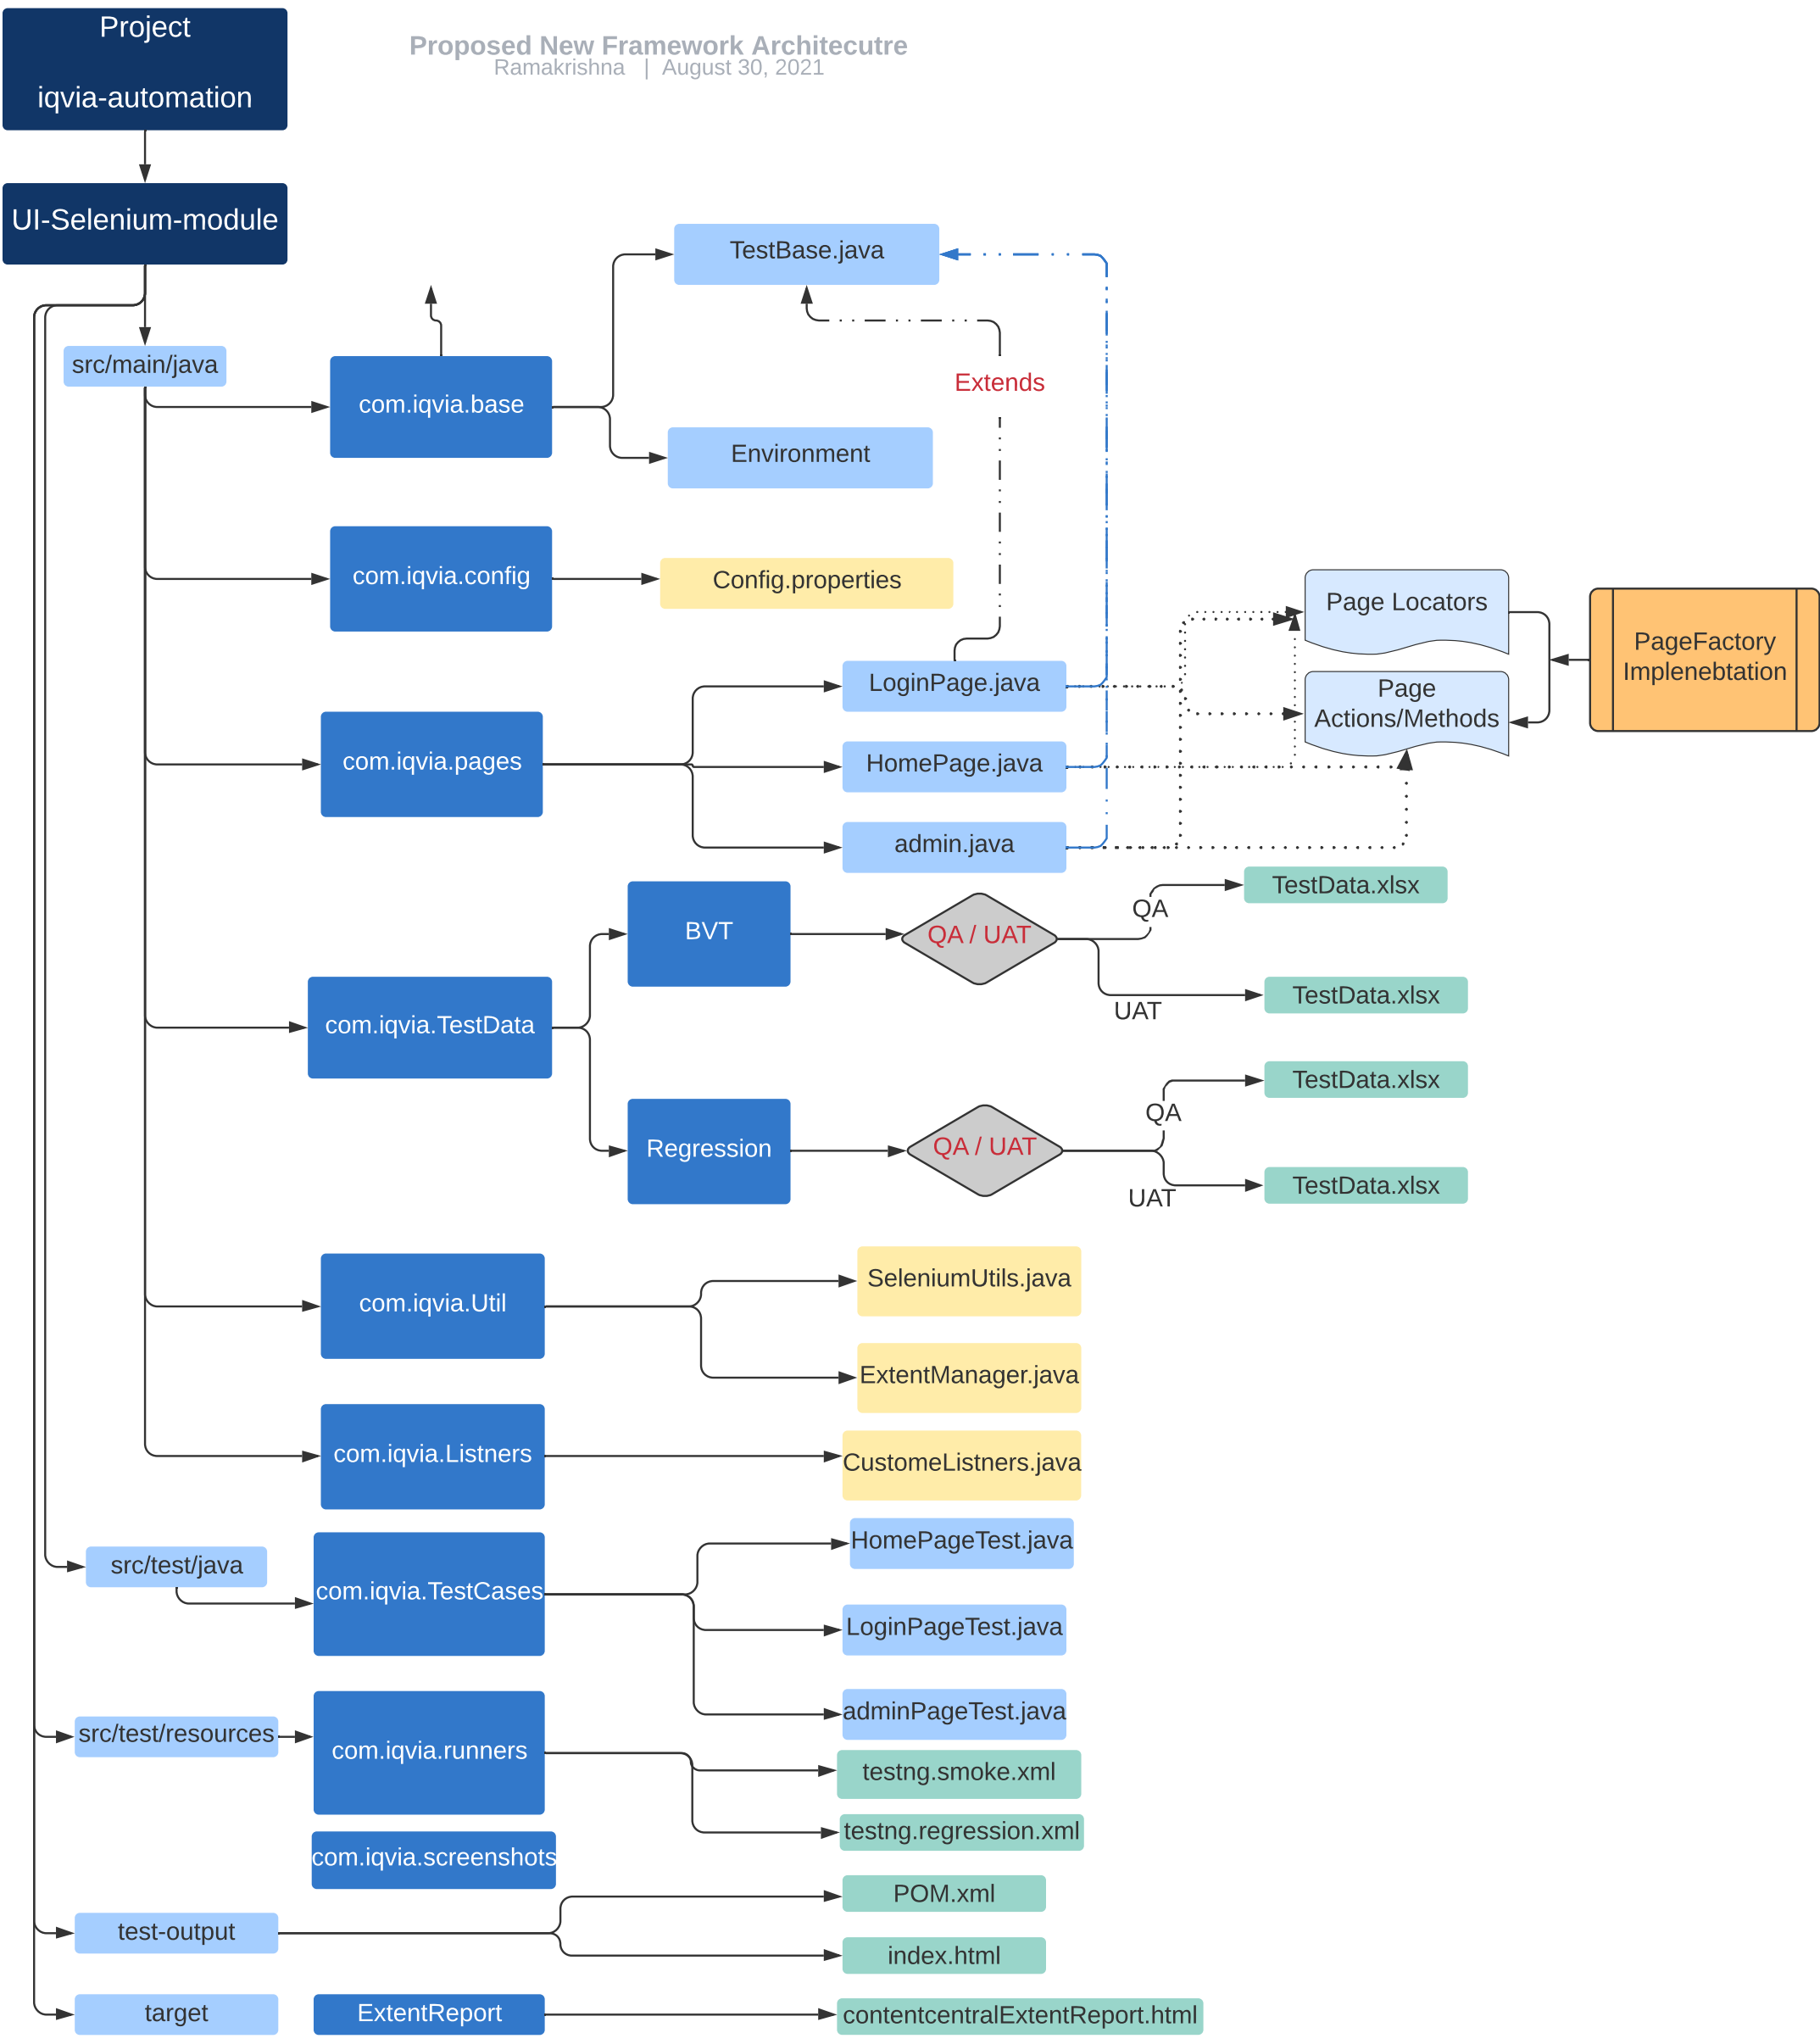 Project
iqvia-automation
Proposed New Framework Architecutre
Ramakrishna | August 30, 2021
UI-Selenium-module
TestBase.java
src/main/java
Extends
com.iqvia.base
Environment
com.iqvia.config
Config.properties
Page Locators
PageFactory
Implenebtation
LoginPage.java
Page
Actions/Methods
com.iqvia.pages
HomePage.java
admin.java
TestData.xlsx
QA
BVT
QA / UAT
TestData.xlsx
UAT
com.iqvia.TestData
TestData.xlsx
QA
Regression
QA / UAT
TestData.xlsx
UAT
SeleniumUtils.java
com.iqvia.Util
ExtentManager.java
com.iqvia.Listners
CustomeListners.java
HomePageTest.java
src/test/java
com.iqvia.TestCases
LoginPageTest.java
adminPageTest.java
src/test/resources
com.iqvia.runners
testng.smoke.xml
testng.regression.xml
com.iqvia.screenshots
POM.xml
test-output
index.html
target
ExtentReport
contentcentralExtentReport.html